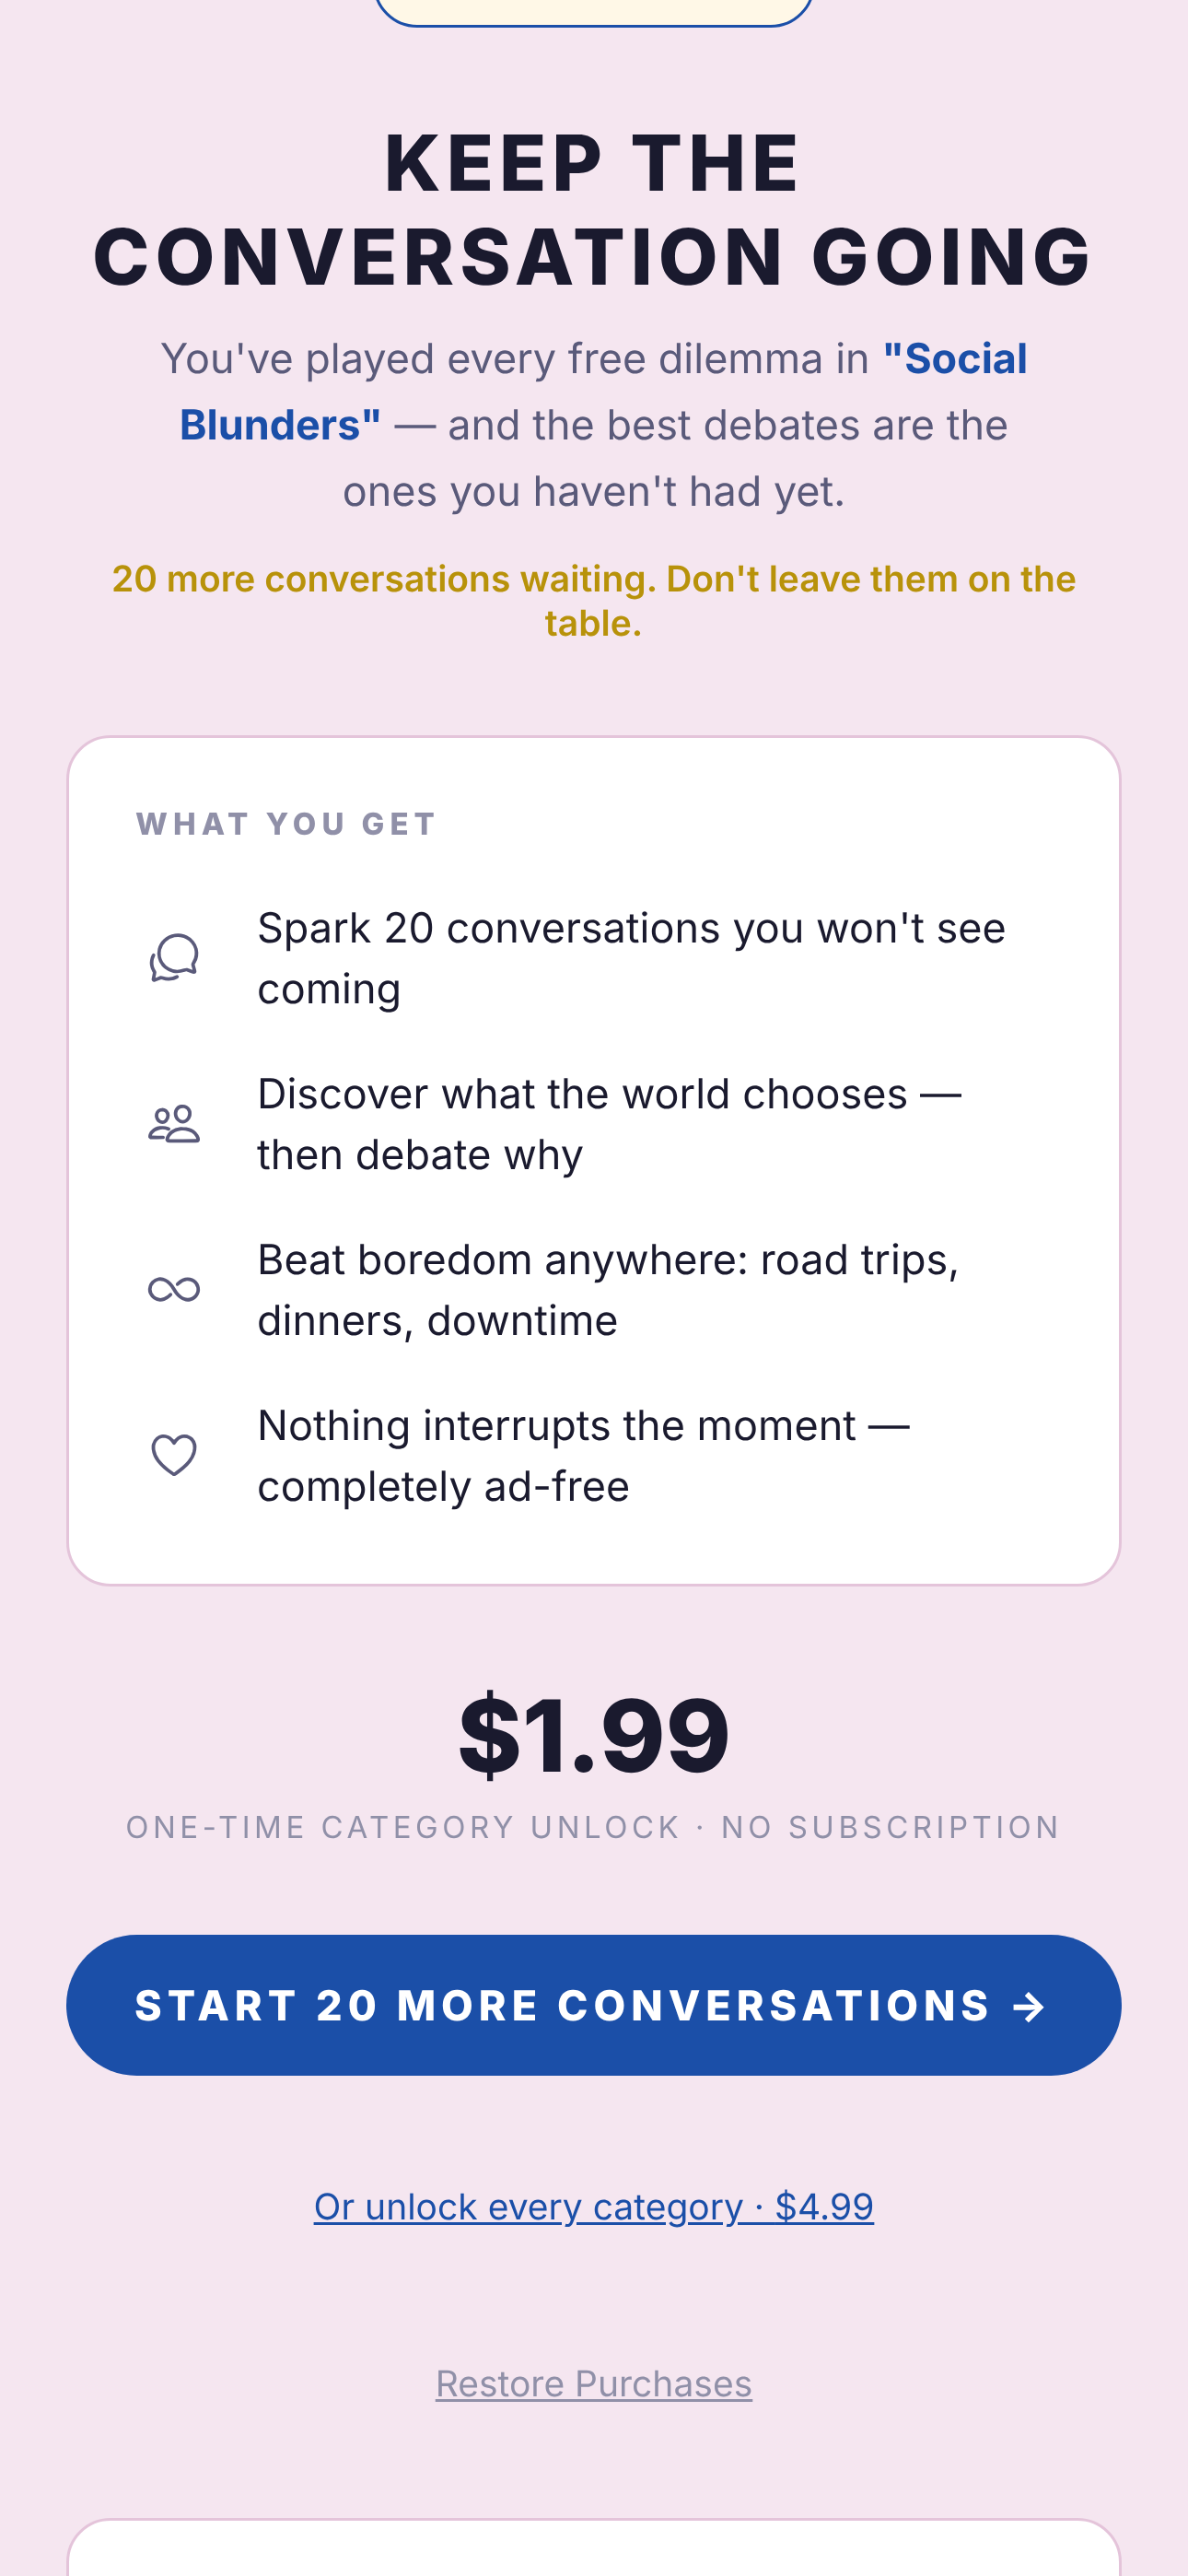 KEEP THE
CONVERSATION GOING
You've played every free dilemma in "Social
Blunders" — and the best debates are the
ones you haven't had yet.
20 more conversations waiting. Don't leave them on the
table.
WHAT YOU GET
Spark 20 conversations you won't see
coming
Discover what the world chooses —
then debate why
Beat boredom anywhere: road trips,
dinners, downtime
Nothing interrupts the moment —
completely ad-free
$1.99
ONE-TIME CATEGORY UNLOCK · NO SUBSCRIPTION
START 20 MORE CONVERSATIONS →
Or unlock every category · $4.99
Restore Purchases